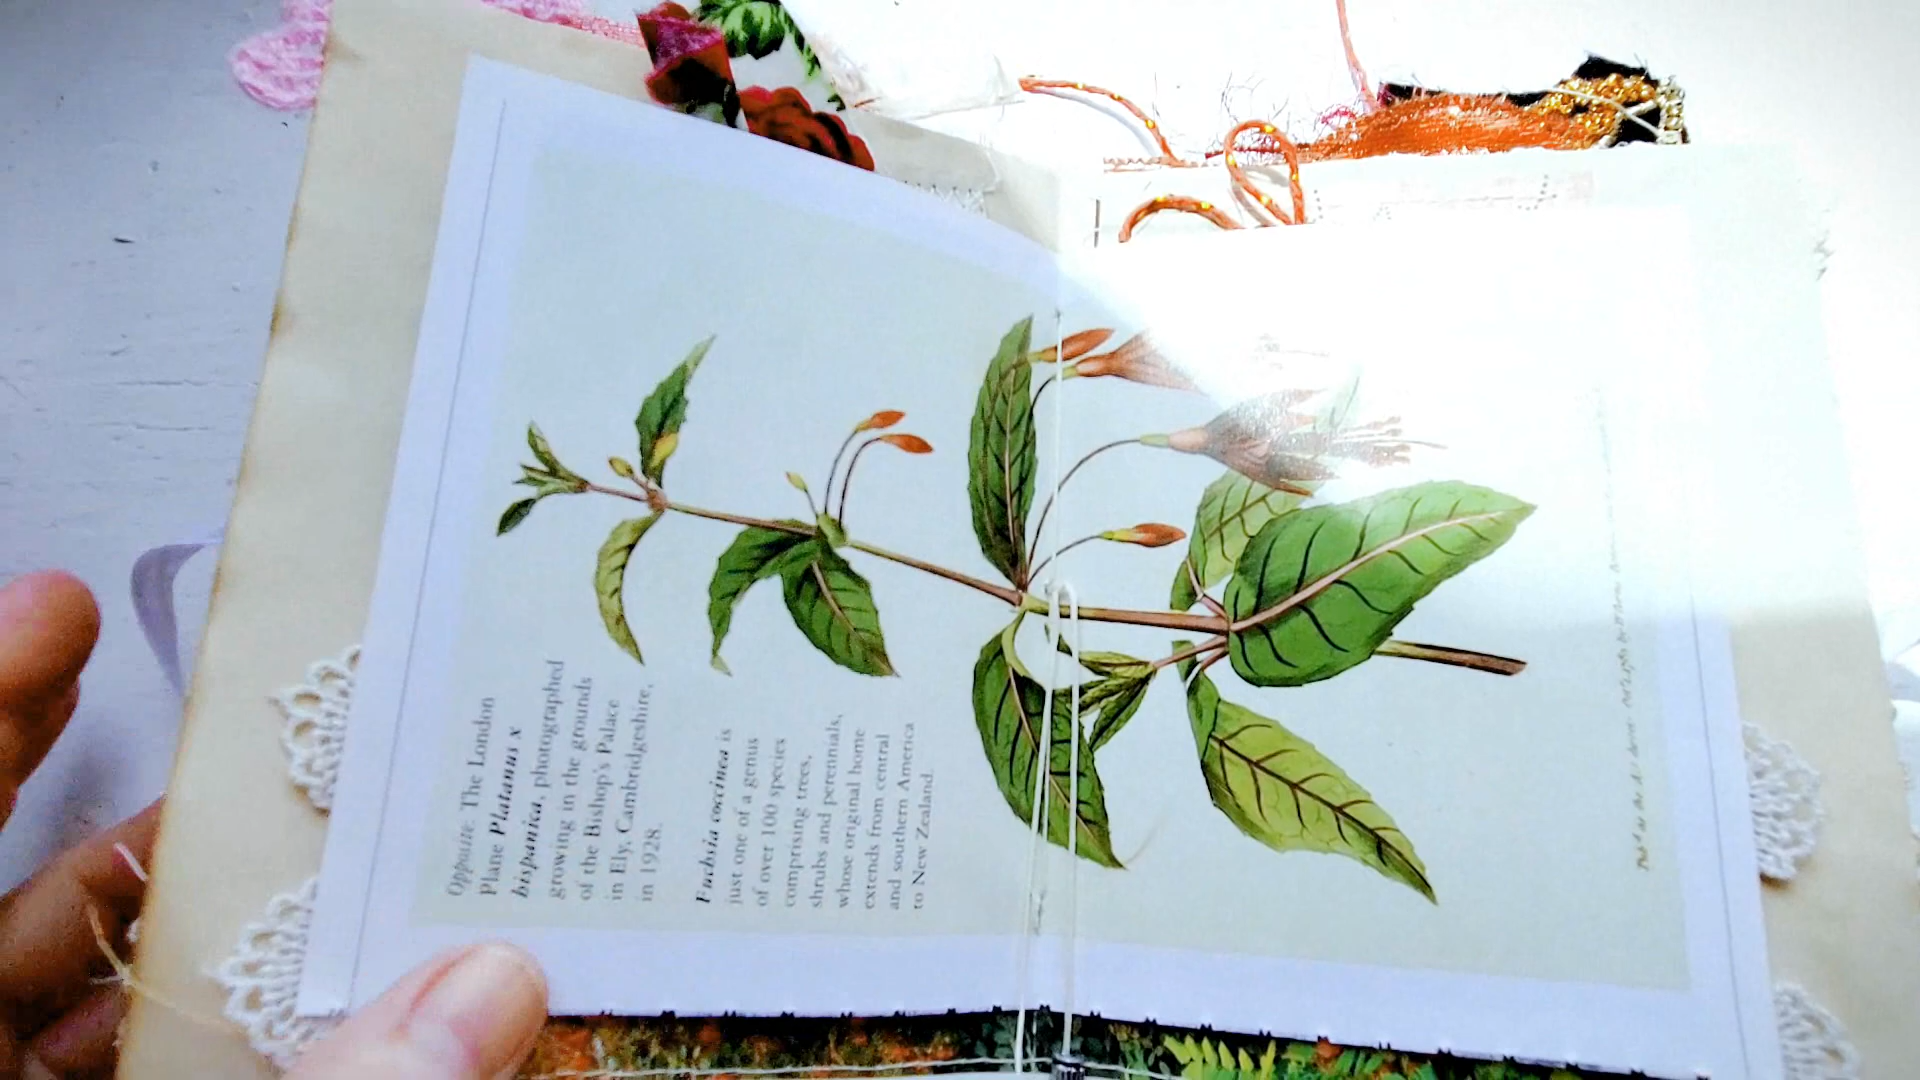 Opposite: The London
Plane Platanus x
hispanica, photographed
growing in the grounds
of the Bishop's Palace
in Ely, Cambridgeshire,
in 1928.
Fuchsia coccinea is
just one of a genus
of over 100 species
comprising trees,
shrubs and perennials,
whose original home
extends from central
and southern America
to New Zealand.